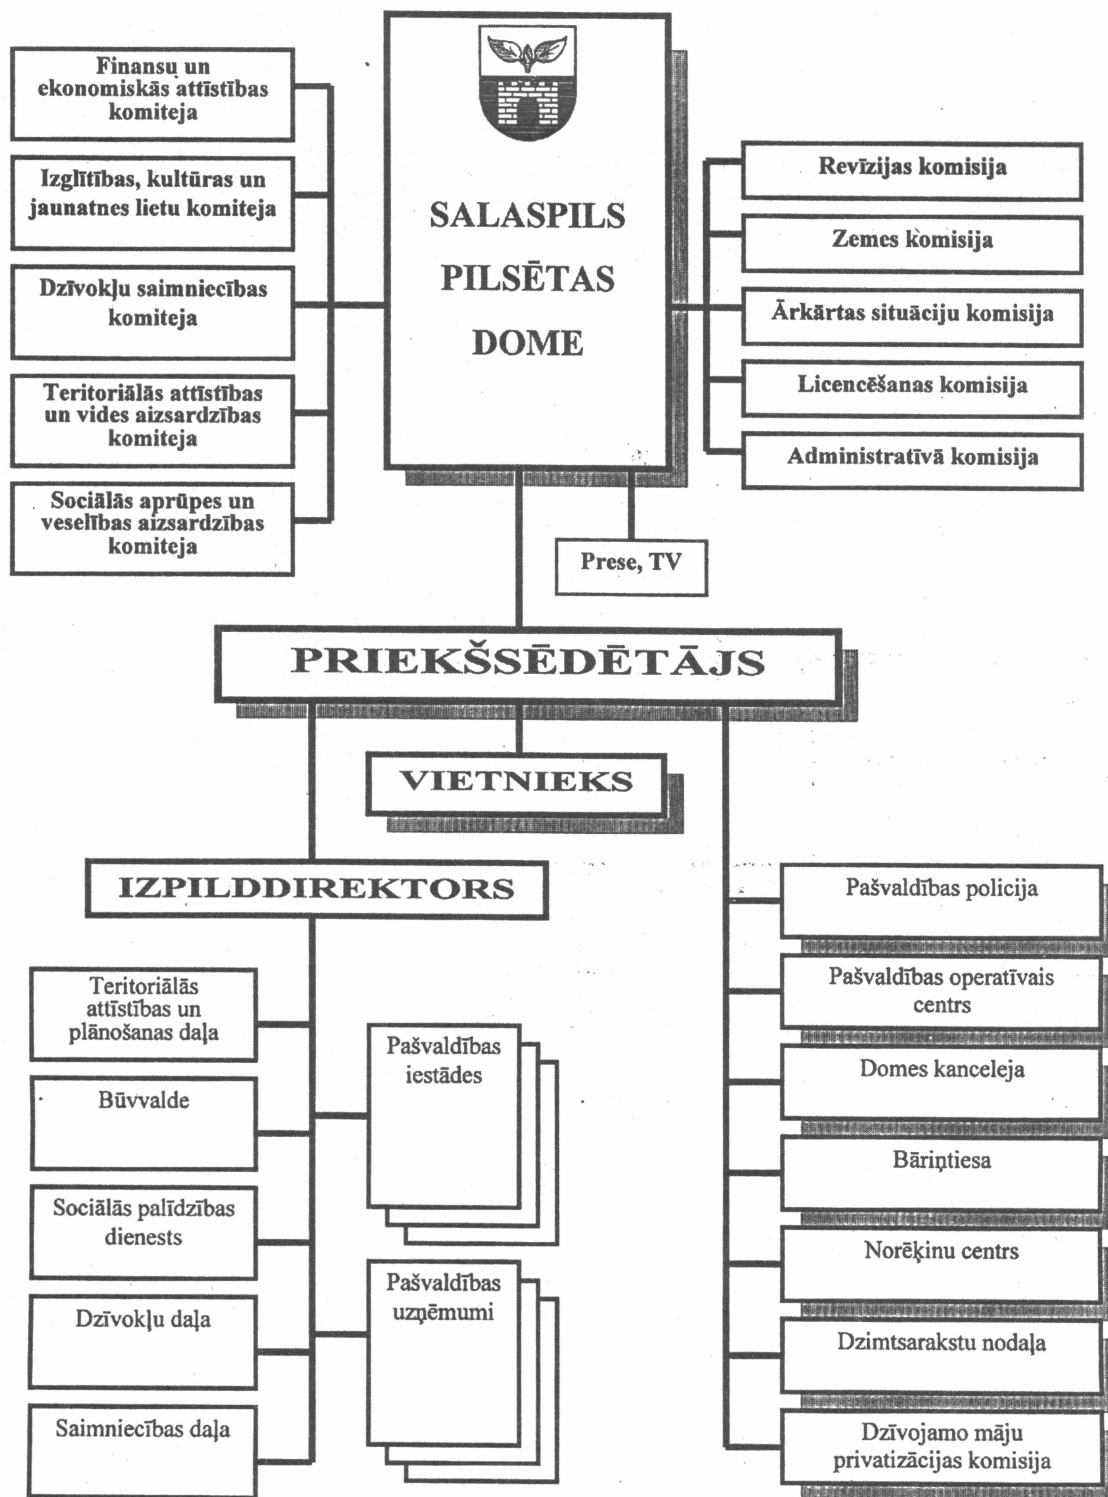 Finansu un
ekonomiskās attīstības
komiteja
Izglītības, kultūras un
jaunatnes lietu komiteja
Dzīvokļu saimniecības
komiteja
Teritoriālās attīstības
un vides aizsardzības
komiteja
Sociālās aprūpes un
veselības aizsardzības
komiteja
SALASPILS
PILSĒTAS
DOME
Revīzijas komisija
Zemes komisija
Ārkārtas situāciju komisija
Licencēšanas komisija
Administratīvā komisija
Prese, TV
PRIEKŠSĒDĒTĀJS
VIETNIEKS
IZPILDDIREKTORS
Teritoriālās
attīstības un
plānošanas daļa
Būvvalde
Sociālās palīdzības
dienests
Dzīvokļu daļa
Saimniecības daļa
Pašvaldības
iestādes
Pašvaldības
uzņēmumi
Pašvaldības policija
Pašvaldības operatīvais
centrs
Domes kanceleja
Bāriņtiesa
Norēķinu centrs
Dzimtsarakstu nodaļa
Dzīvojamo māju
privatizācijas komisija